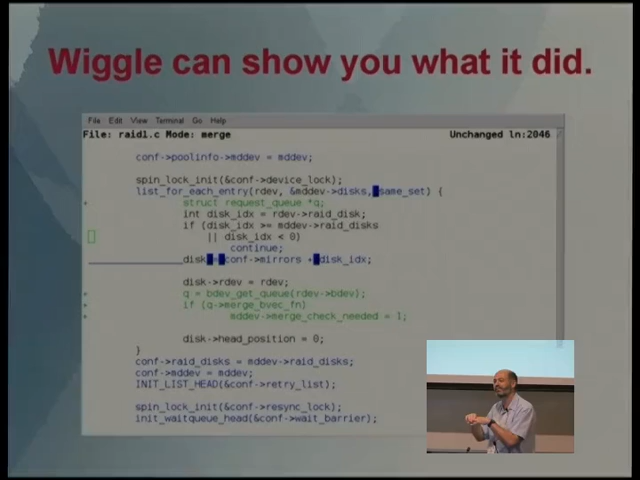 Wiggle can show you what it did.
File Edit View Terminal Go Help
File: raid1.c Mode: merge Unchanged ln:2046
conf->poolinfo->mddev = mddev;
spin_lock_init(&conf->device_lock);
list_for_each_entry(rdev, &mddev->disks, same_set) {
+ struct request_queue *q;
int disk_idx = rdev->raid_disk;
if (disk_idx >= mddev->raid_disks
|| disk_idx < 0)
continue;
disk = conf->mirrors + disk_idx;
disk->rdev = rdev;
+ q = bdev_get_queue(rdev->bdev);
+ if (q->merge_bvec_fn)
+ mddev->merge_check_needed = 1;
disk->head_position = 0;
}
conf->raid_disks = mddev->raid_disks;
conf->mddev = mddev;
INIT_LIST_HEAD(&conf->retry_list);
spin_lock_init(&conf->resync_lock);
init_waitqueue_head(&conf->wait_barrier);